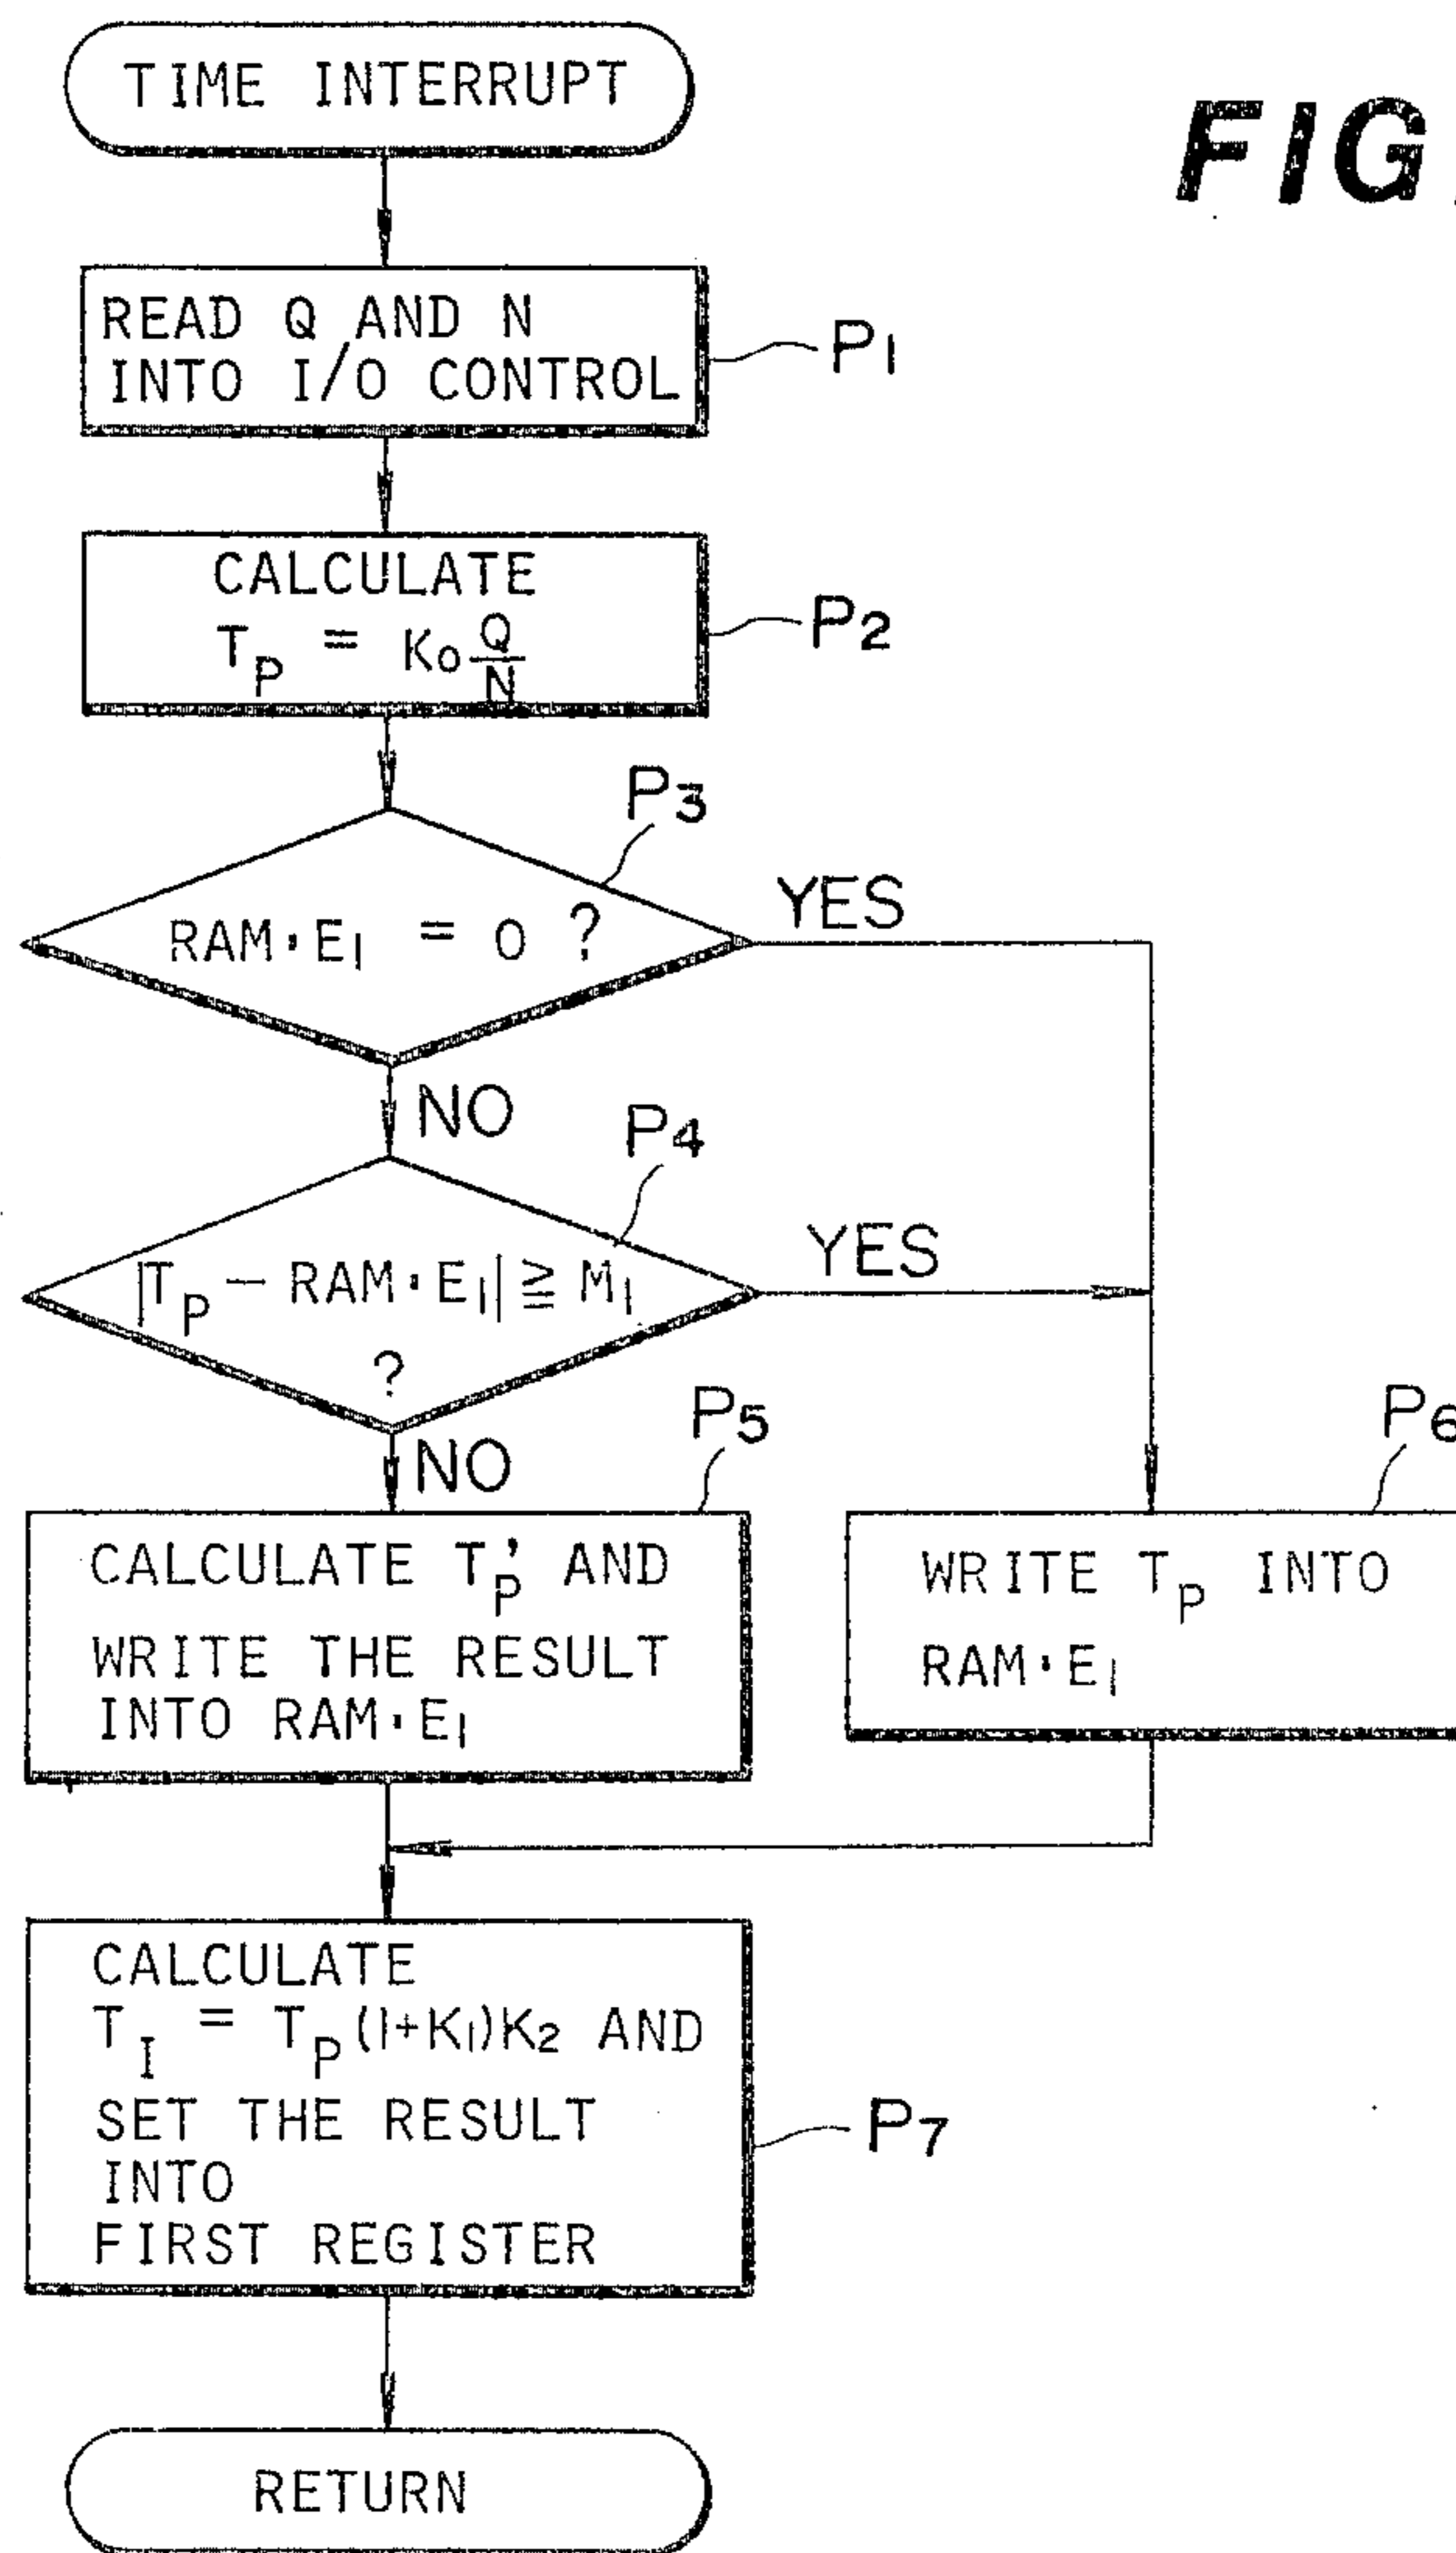 TIME INTERRUPT
FIG.
READ Q AND N
INTO I/O CONTROL
P1
CALCULATE
TP = K0 Q/N
P2
P3
RAM·E1 = 0 ?
YES
NO
P4
|TP − RAM·E1| ≧ M1
?
YES
NO
P5
P6
CALCULATE TP' AND
WRITE THE RESULT
INTO RAM·E1
WRITE TP INTO
RAM·E1
CALCULATE
TI = TP(1+K1)K2 AND
SET THE RESULT
INTO
FIRST REGISTER
P7
RETURN